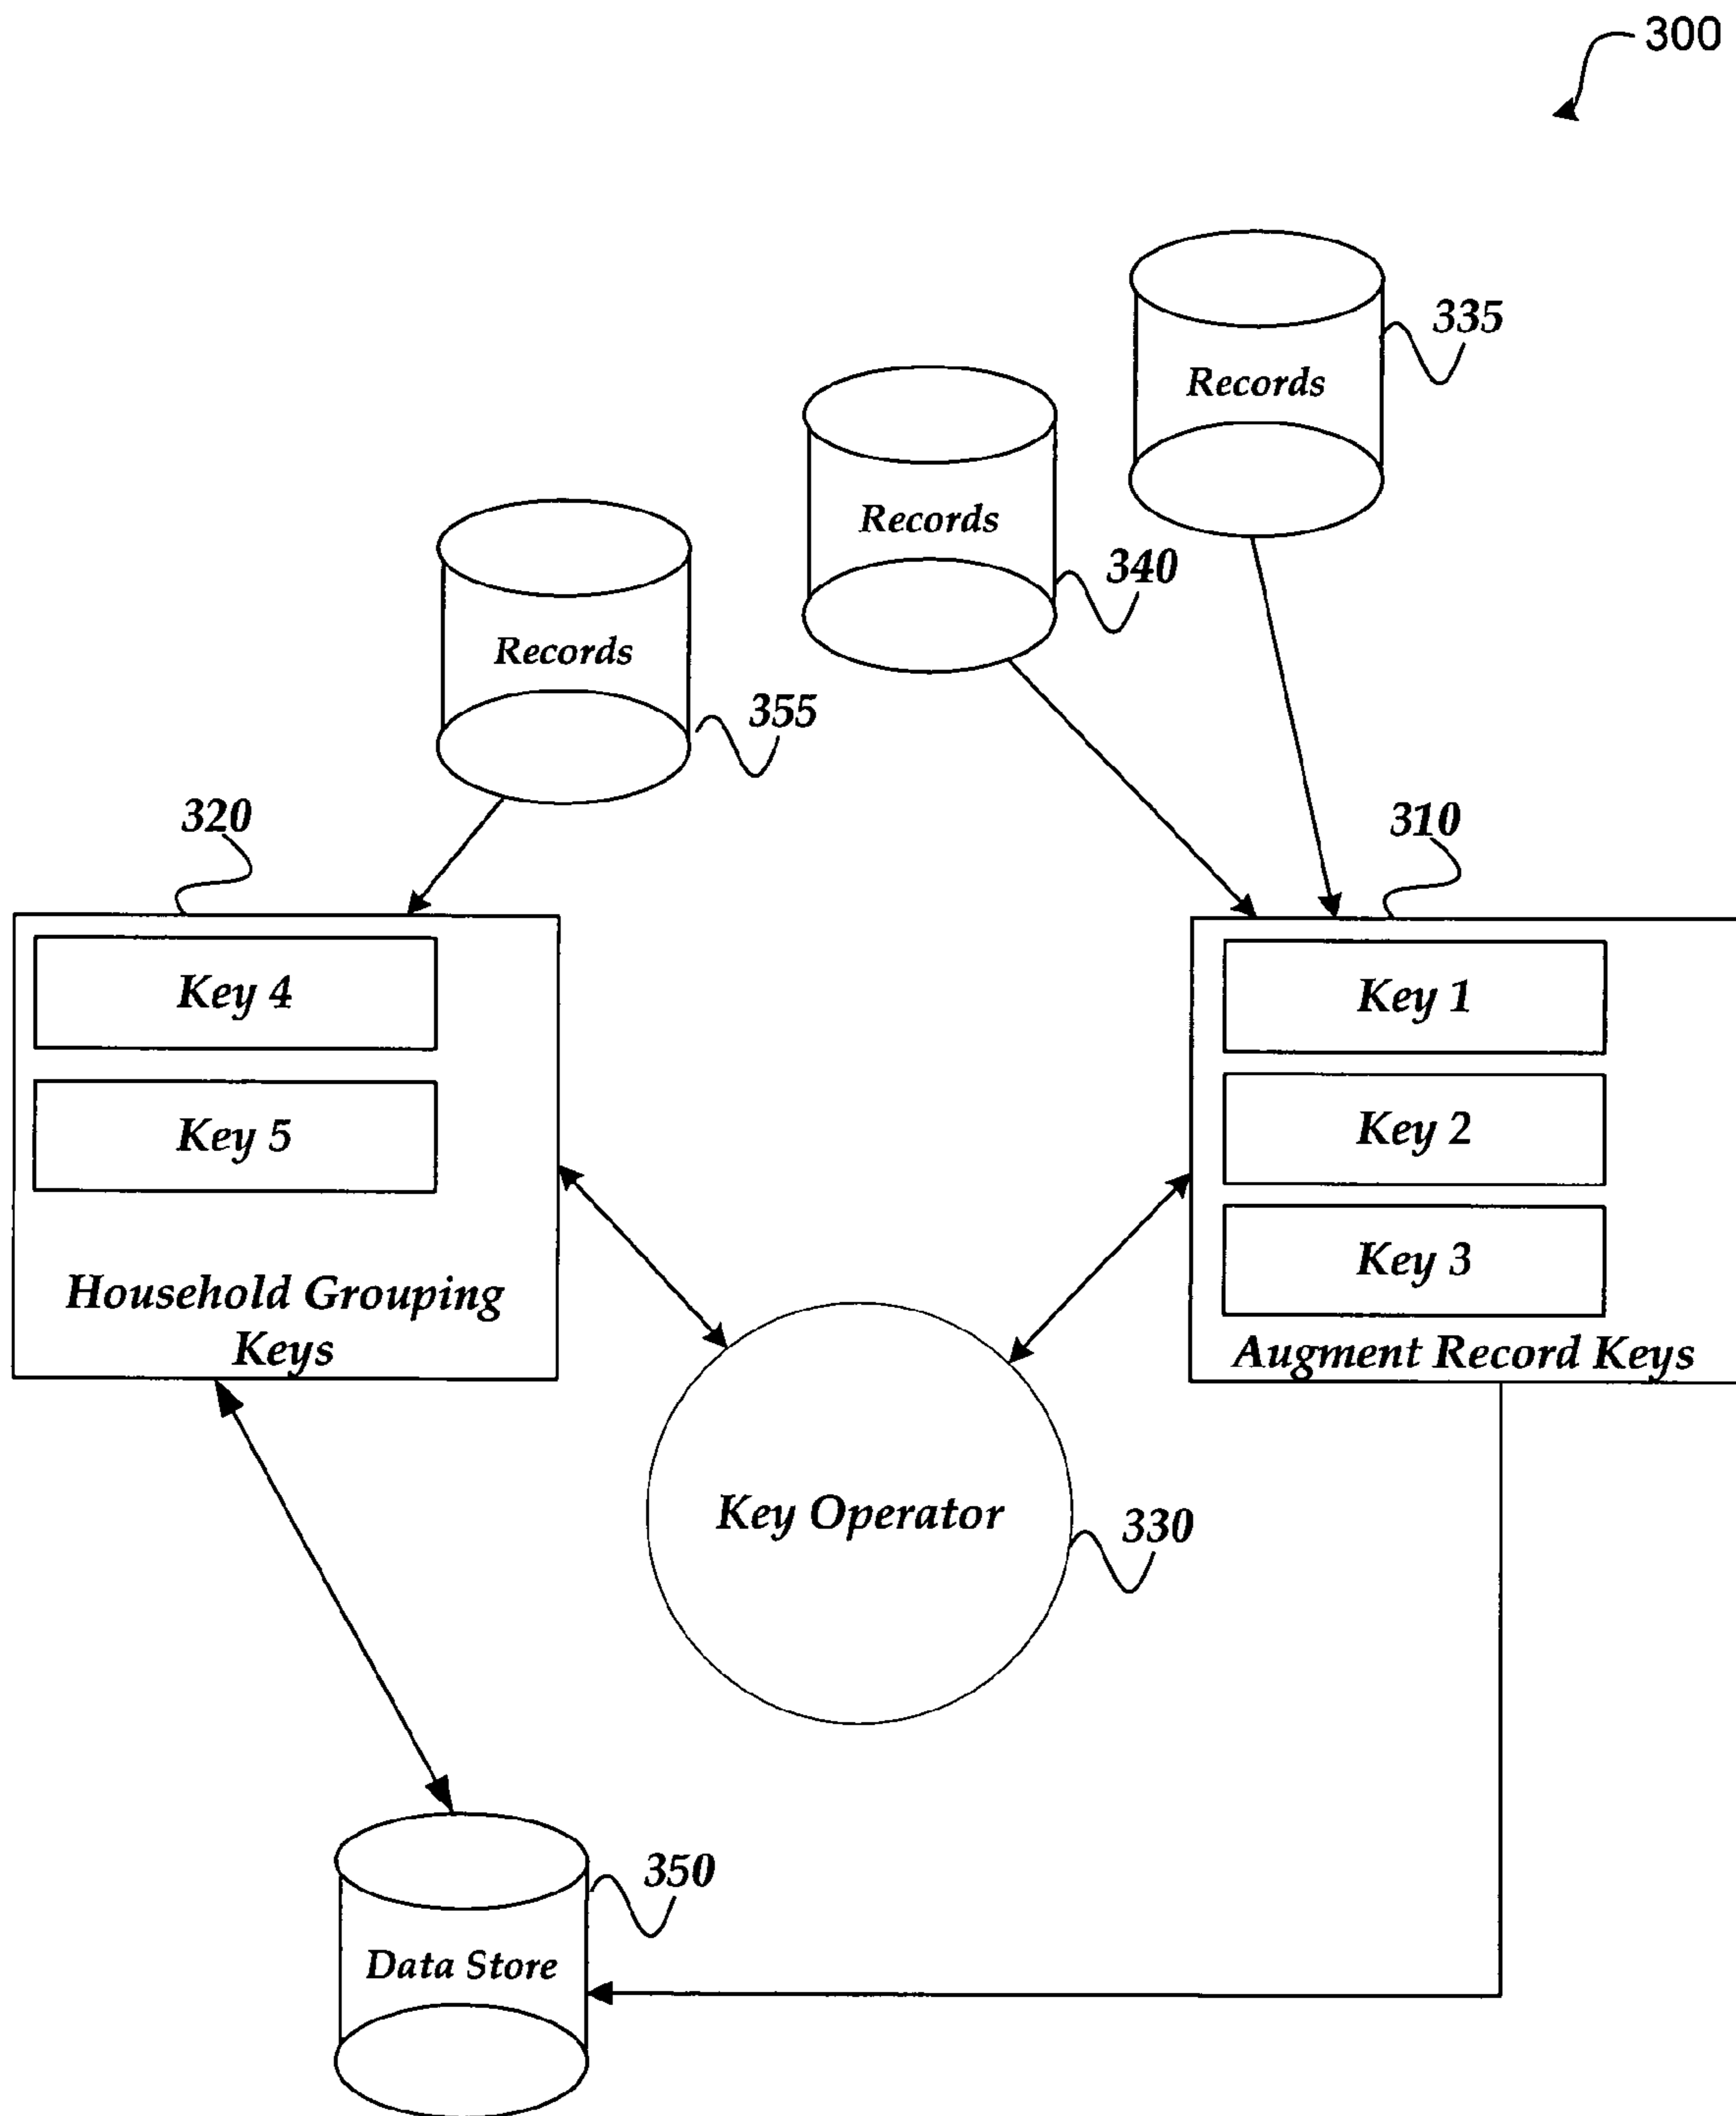 300
335
Records
340
Records
355
Records
320
310
Key 4
Key 5
Household Grouping
Keys
Key 1
Key 2
Key 3
Augment Record Keys
Key Operator
330
350
Data Store